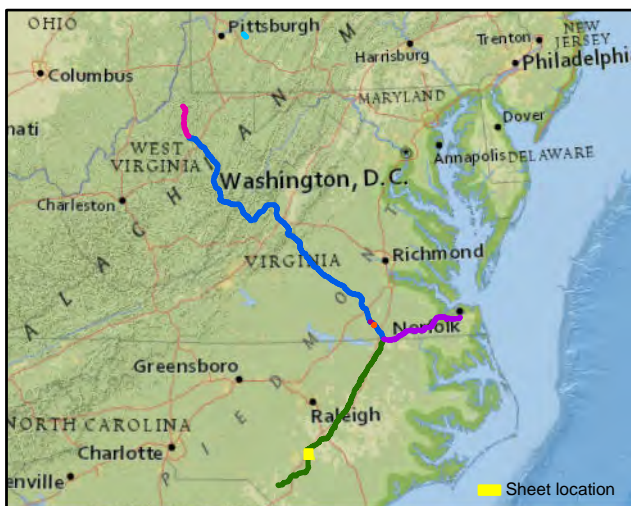 OHIO
Pittsburgh
NEW
JERSEY
Trenton
Harrisburg
Philadelphia
Columbus
MARYLAND
nati
Dover
WEST
VIRGINIA
Annapolis
DELAWARE
Washington, D.C.
Charleston
A P P A L A C H I A N M
Richmond
VIRGINIA
Norfolk
P I E D M O N T
Greensboro
Raleigh
NORTH CAROLINA
Charlotte
enville
Sheet location